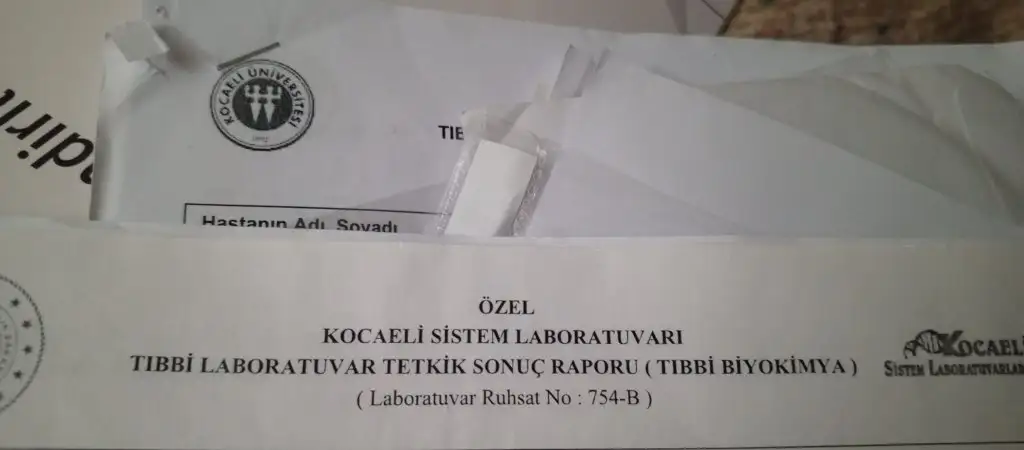 KOCAELİ ÜNİVERSİTESİ
TIB
Hastanın Adı Soyadı
ÖZEL
KOCAELİ SİSTEM LABORATUVARI
TIBBİ LABORATUVAR TETKİK SONUÇ RAPORU ( TIBBİ BİYOKİMYA )
( Laboratuvar Ruhsat No : 754-B )
KOCAELİ
SİSTEM LABORATUVARLAR